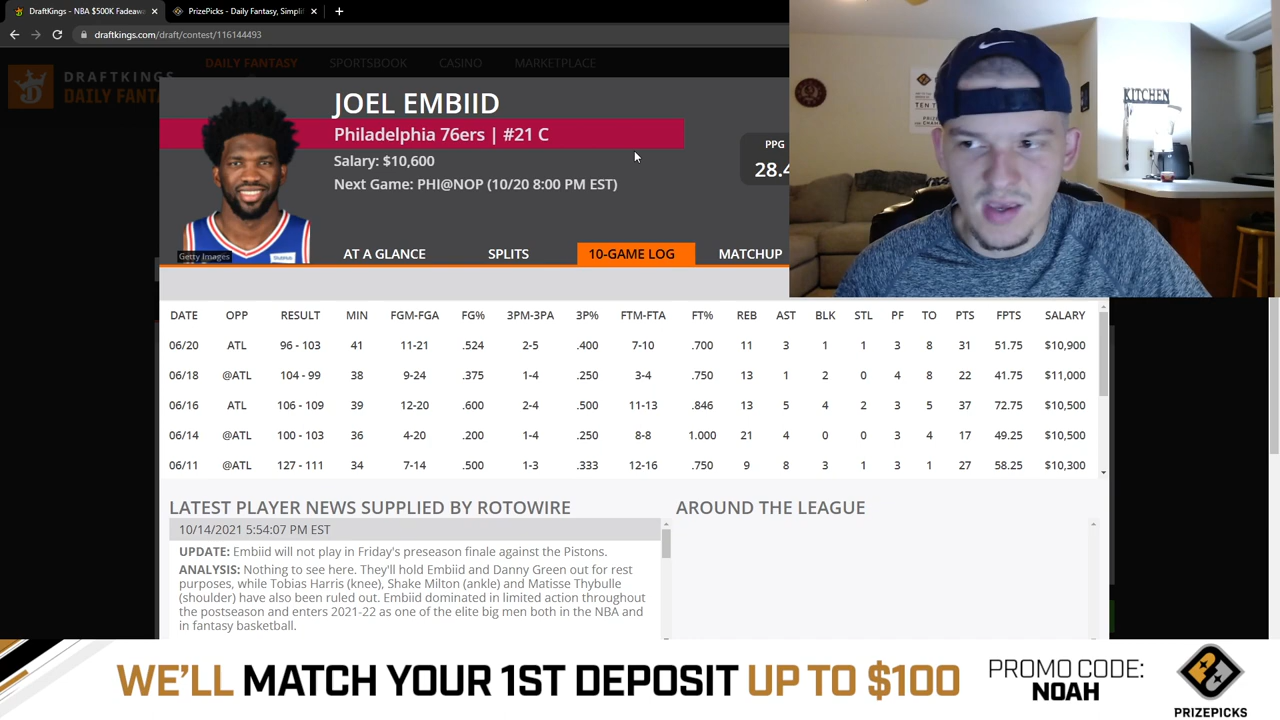 DraftKings - NBA $500K Fadeaw
PrizePicks - Daily Fantasy, Simpli
draftkings.com/draft/contest/116144493
DRAFTKINGS
DAILY FANTA
DAILY FANTASY SPORTSBOOK CASINO MARKETPLACE
JOEL EMBIID
Philadelphia 76ers | #21 C
Salary: $10,600
Next Game: PHI@NOP (10/20 8:00 PM EST)
PPG
28.4
Getty Images
AT A GLANCE SPLITS 10-GAME LOG MATCHUP
KITCHEN
DATE OPP RESULT MIN FGM-FGA FG% 3PM-3PA 3P% FTM-FTA FT% REB AST BLK STL PF TO PTS FPTS SALARY
06/20 ATL 96 - 103 41 11-21 .524 2-5 .400 7-10 .700 11 3 1 1 3 8 31 51.75 $10,900
06/18 @ATL 104 - 99 38 9-24 .375 1-4 .250 3-4 .750 13 1 2 0 4 8 22 41.75 $11,000
06/16 ATL 106 - 109 39 12-20 .600 2-4 .500 11-13 .846 13 5 4 2 3 5 37 72.75 $10,500
06/14 @ATL 100 - 103 36 4-20 .200 1-4 .250 8-8 1.000 21 4 0 0 3 4 17 49.25 $10,500
06/11 @ATL 127 - 111 34 7-14 .500 1-3 .333 12-16 .750 9 8 3 1 3 1 27 58.25 $10,300
LATEST PLAYER NEWS SUPPLIED BY ROTOWIRE
10/14/2021 5:54:07 PM EST
UPDATE: Embiid will not play in Friday's preseason finale against the Pistons.
ANALYSIS: Nothing to see here. They'll hold Embiid and Danny Green out for rest
purposes, while Tobias Harris (knee), Shake Milton (ankle) and Matisse Thybulle
(shoulder) have also been ruled out. Embiid dominated in limited action throughout
the postseason and enters 2021-22 as one of the elite big men both in the NBA and
in fantasy basketball.
AROUND THE LEAGUE
WE'LL MATCH YOUR 1ST DEPOSIT UP TO $100
PROMO CODE:
NOAH
PRIZEPICKS